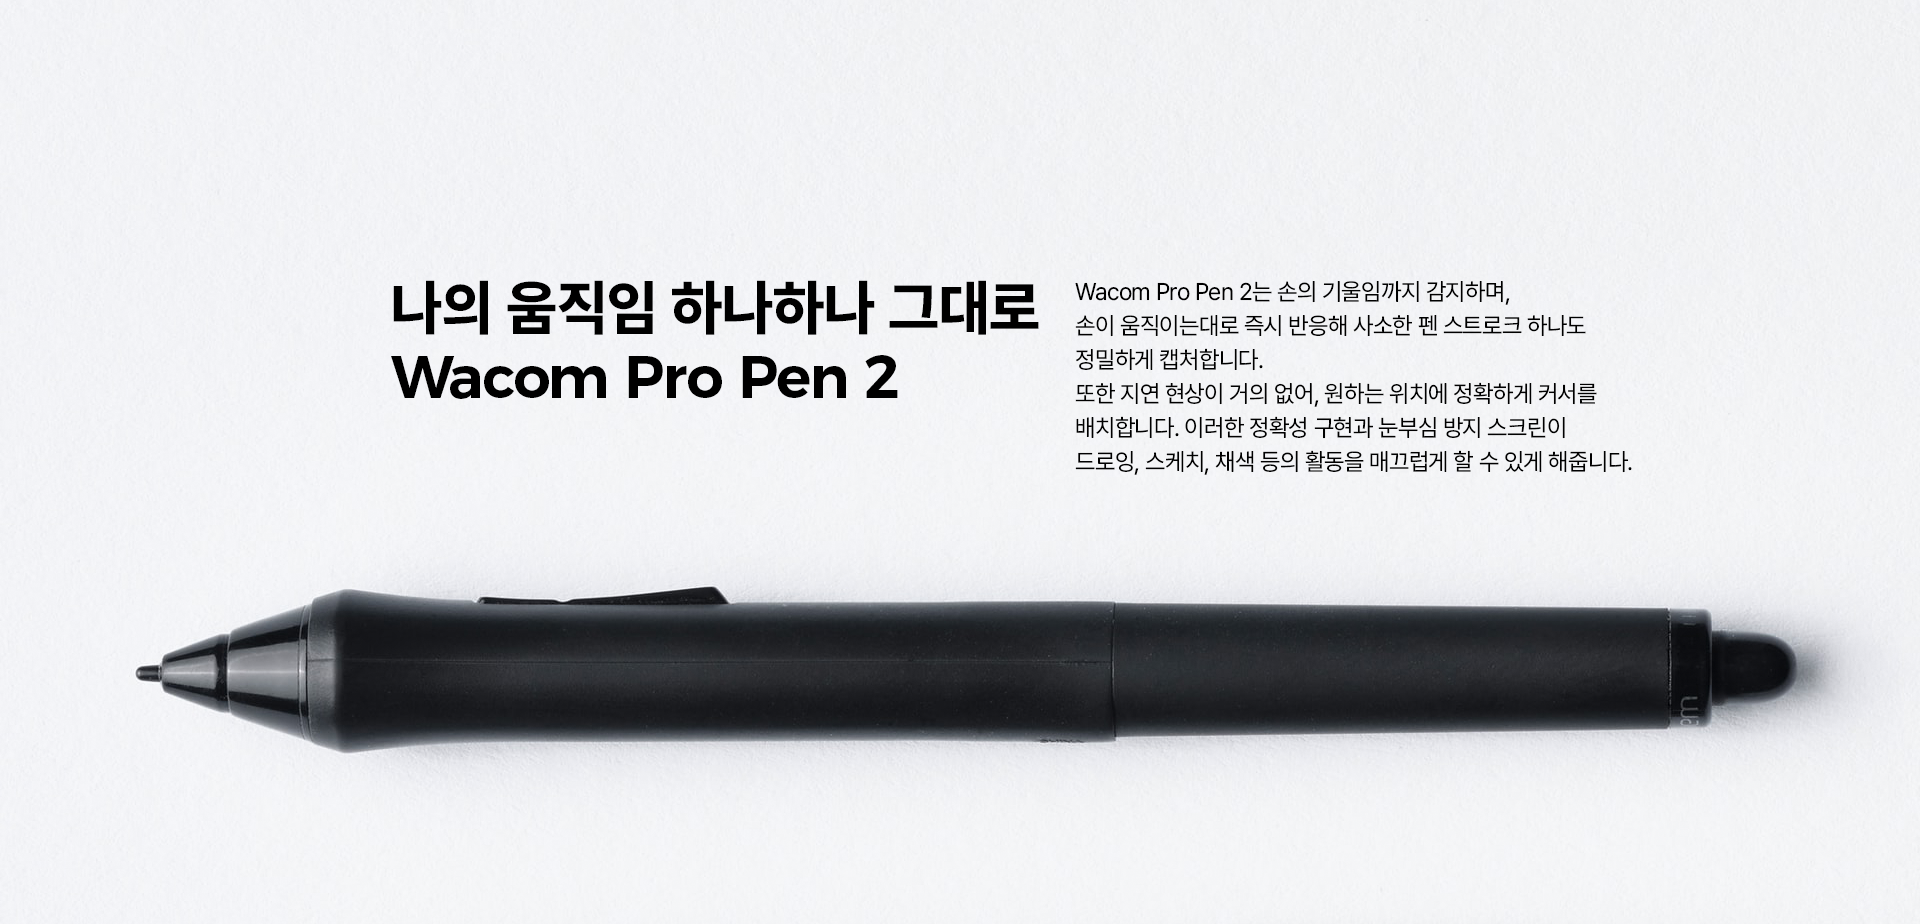 나의 움직임 하나하나 그대로
Wacom Pro Pen 2
Wacom Pro Pen 2는 손의 기울임까지 감지하며,
손이 움직이는대로 즉시 반응해 사소한 펜 스트로크 하나도
정밀하게 캡처합니다.
또한 지연 현상이 거의 없어, 원하는 위치에 정확하게 커서를
배치합니다. 이러한 정확성 구현과 눈부심 방지 스크린이
드로잉, 스케치, 채색 등의 활동을 매끄럽게 할 수 있게 해줍니다.